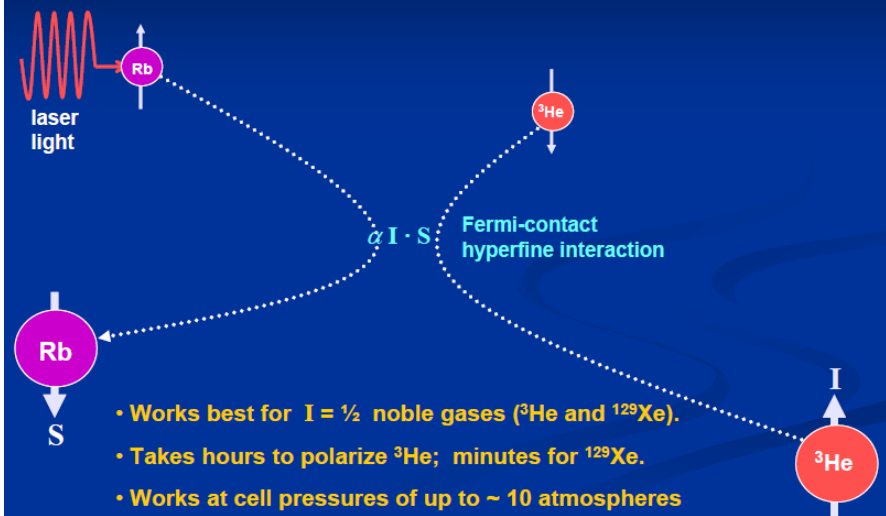 Rb
laser
light
³He
α I · S
Fermi-contact
hyperfine interaction
Rb
S
• Works best for I = ½ noble gases (³He and ¹²⁹Xe).
• Takes hours to polarize ³He; minutes for ¹²⁹Xe.
• Works at cell pressures of up to ~ 10 atmospheres
I
³He